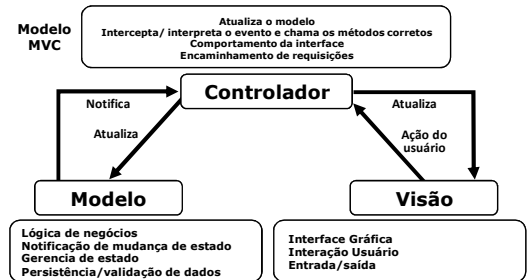 Modelo
MVC
Atualiza o modelo
Intercepta/ interpreta o evento e chama os métodos corretos
Comportamento da interface
Encaminhamento de requisições
Controlador
Notifica
Atualiza
Atualiza
Ação do
usuário
Modelo
Visão
Lógica de negócios
Notificação de mudança de estado
Gerencia de estado
Persistência/validação de dados
Interface Gráfica
Interação Usuário
Entrada/saída